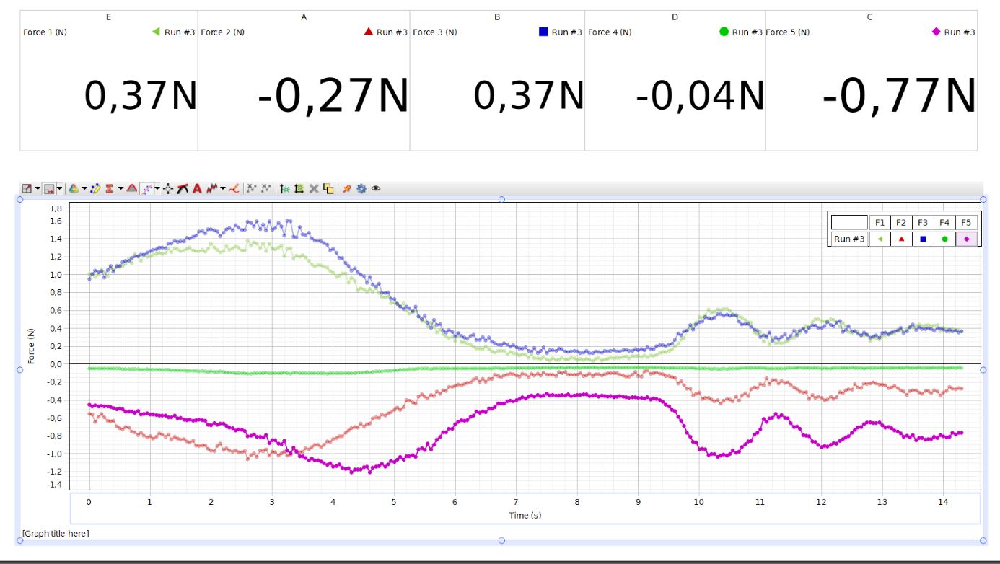 E A B D C
Force 1 (N) Run #3 Force 2 (N) Run #3 Force 3 (N) Run #3 Force 4 (N) Run #3 Force 5 (N) Run #3
0,37N -0,27N 0,37N -0,04N -0,77N
1,8
1,6
1,4
1,2
1,0
0,8
0,6
0,4
0,2
0,0
-0,2
-0,4
-0,6
-0,8
-1,0
-1,2
-1,4
Force (N)
F1 F2 F3 F4 F5
Run #3
0 1 2 3 4 5 6 7 8 9 10 11 12 13 14
Time (s)
[Graph title here]